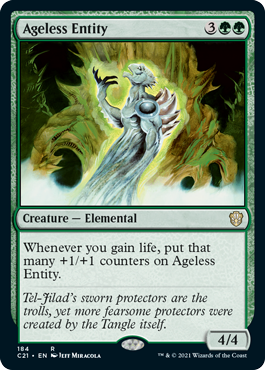 Ageless Entity 3
Creature — Elemental
Whenever you gain life, put that
many +1/+1 counters on Ageless
Entity.
Tel-Jilad's sworn protectors are the
trolls, yet more fearsome protectors were
created by the Tangle itself.
4/4
184 R
C21 • EN Jeff Miracola
™ & © 2021 Wizards of the Coast